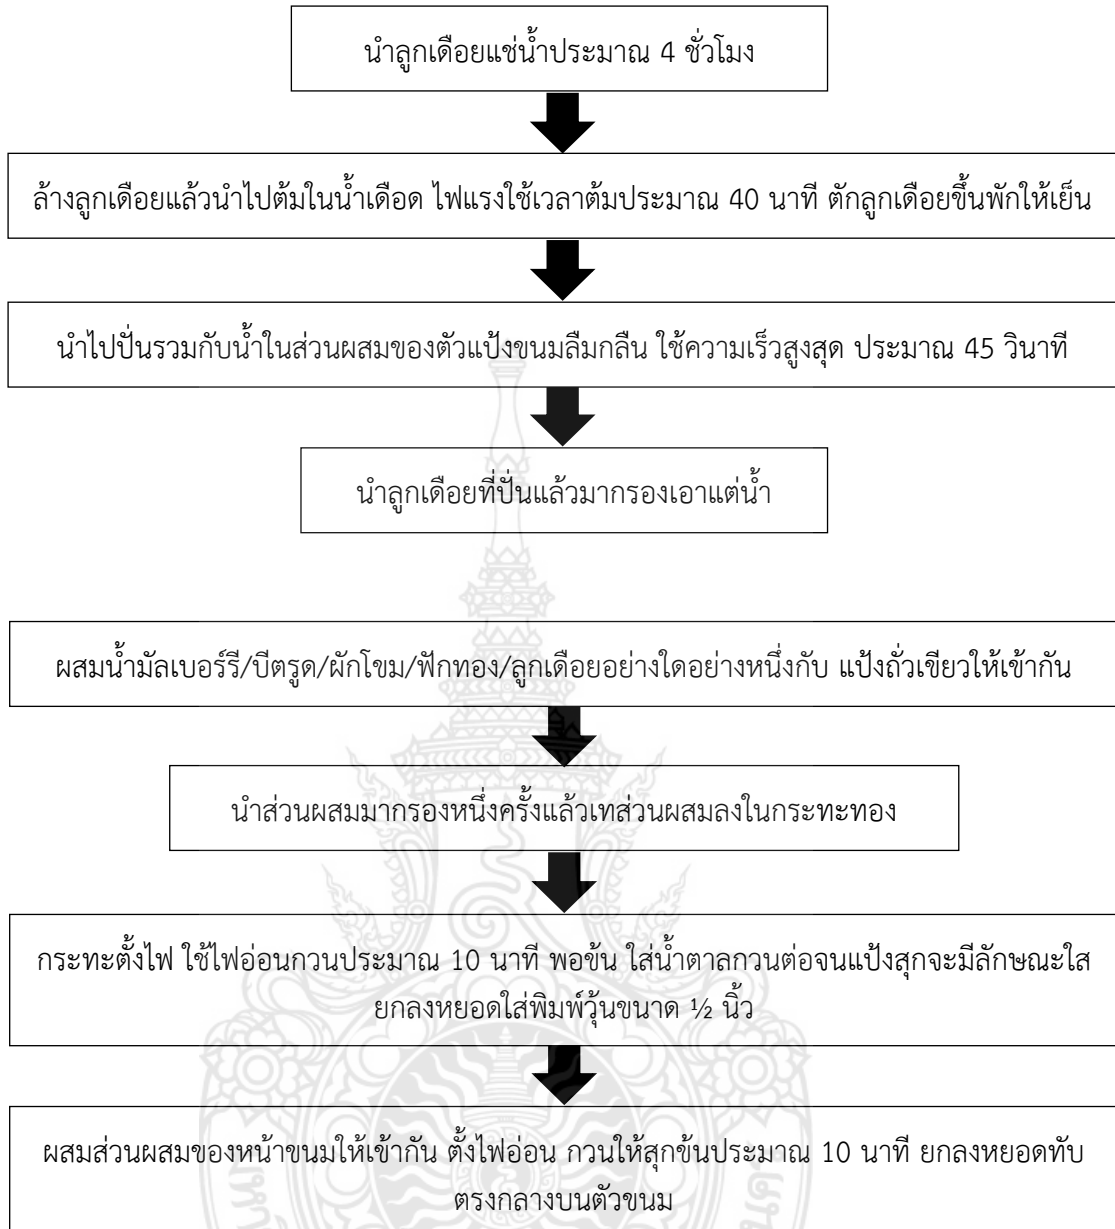 นำลูกเดือยแช่น้ำประมาณ 4 ชั่วโมง
ล้างลูกเดือยแล้วนำไปต้มในน้ำเดือด ไฟแรงใช้เวลาต้มประมาณ 40 นาที ตักลูกเดือยขึ้นพักให้เย็น
นำไปปั่นรวมกับน้ำในส่วนผสมของตัวแป้งขนมลืมกลืน ใช้ความเร็วสูงสุด ประมาณ 45 วินาที
นำลูกเดือยที่ปั่นแล้วมากรองเอาแต่น้ำ
ผสมน้ำมัลเบอร์รี/บีตรูด/ผักโขม/ฟักทอง/ลูกเดือยอย่างใดอย่างหนึ่งกับ แป้งถั่วเขียวให้เข้ากัน
นำส่วนผสมมากรองหนึ่งครั้งแล้วเทส่วนผสมลงในกระทะทอง
กระทะตั้งไฟ ใช้ไฟอ่อนกวนประมาณ 10 นาที พอข้น ใส่น้ำตาลกวนต่อจนแป้งสุกจะมีลักษณะใส
ยกลงหยอดใส่พิมพ์วุ้นขนาด ½ นิ้ว
ผสมส่วนผสมของหน้าขนมให้เข้ากัน ตั้งไฟอ่อน กวนให้สุกข้นประมาณ 10 นาที ยกลงหยอดทับ
ตรงกลางบนตัวขนม